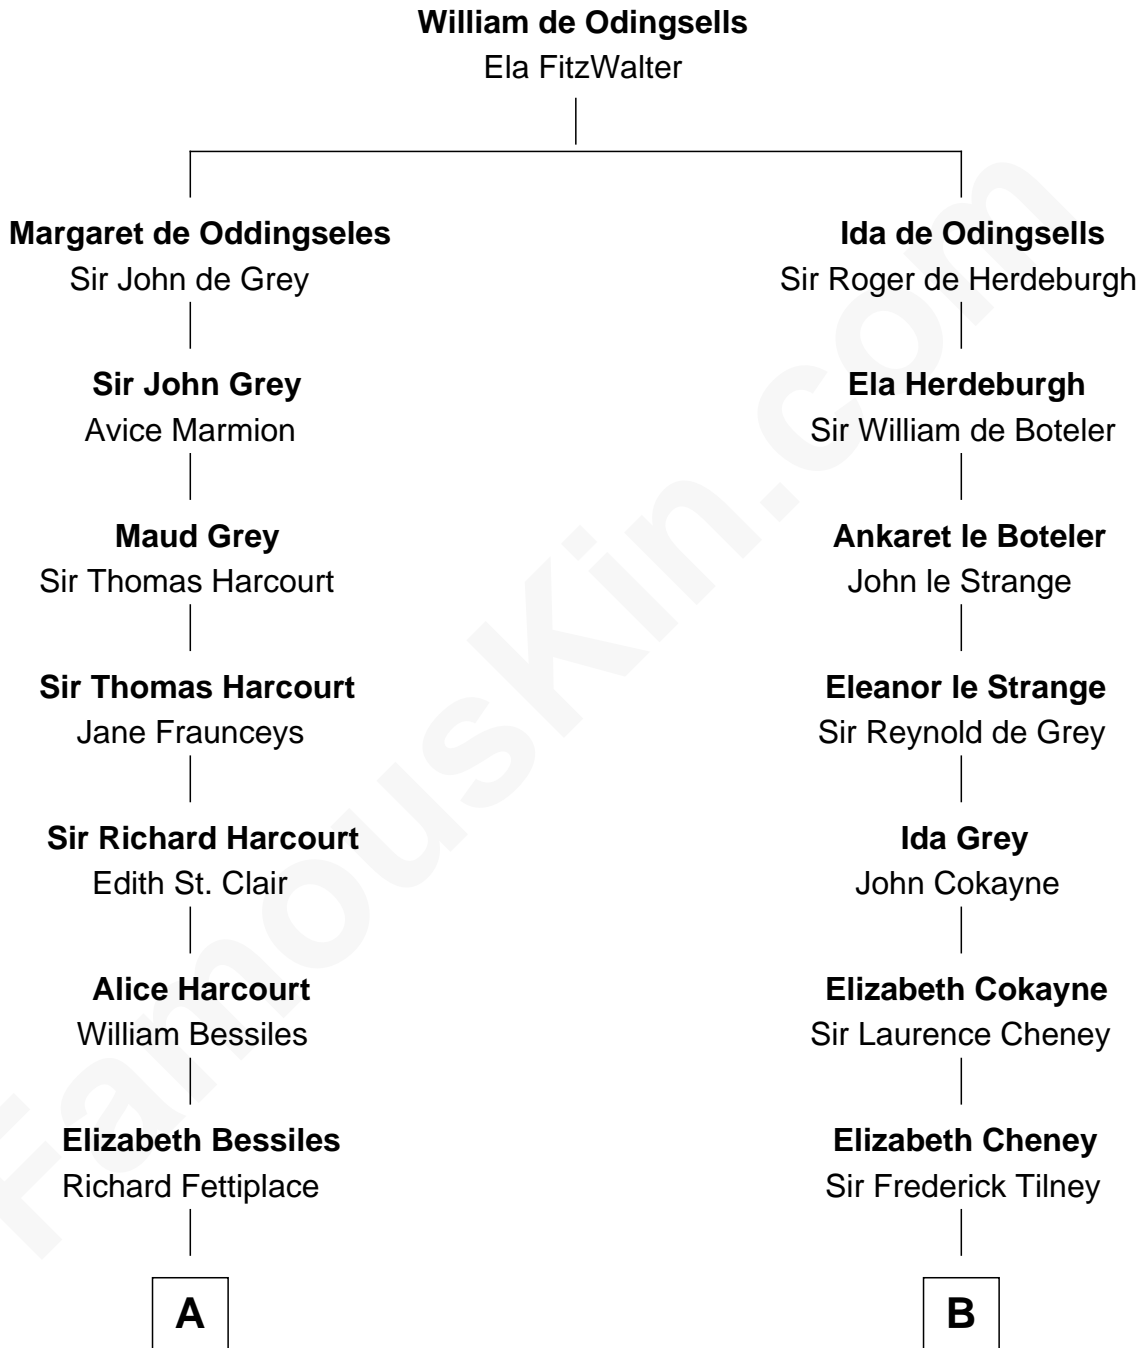 William de Odingsells
Ela FitzWalter
Margaret de Oddingseles
Sir John de Grey
Ida de Odingsells
Sir Roger de Herdeburgh
Sir John Grey
Avice Marmion
Ela Herdeburgh
Sir William de Boteler
Maud Grey
Sir Thomas Harcourt
Ankaret le Boteler
John le Strange
Sir Thomas Harcourt
Jane Fraunceys
Eleanor le Strange
Sir Reynold de Grey
Sir Richard Harcourt
Edith St. Clair
Ida Grey
John Cokayne
Alice Harcourt
William Bessiles
Elizabeth Cokayne
Sir Laurence Cheney
Elizabeth Bessiles
Richard Fettiplace
Elizabeth Cheney
Sir Frederick Tilney
A
B
FamousKin.com